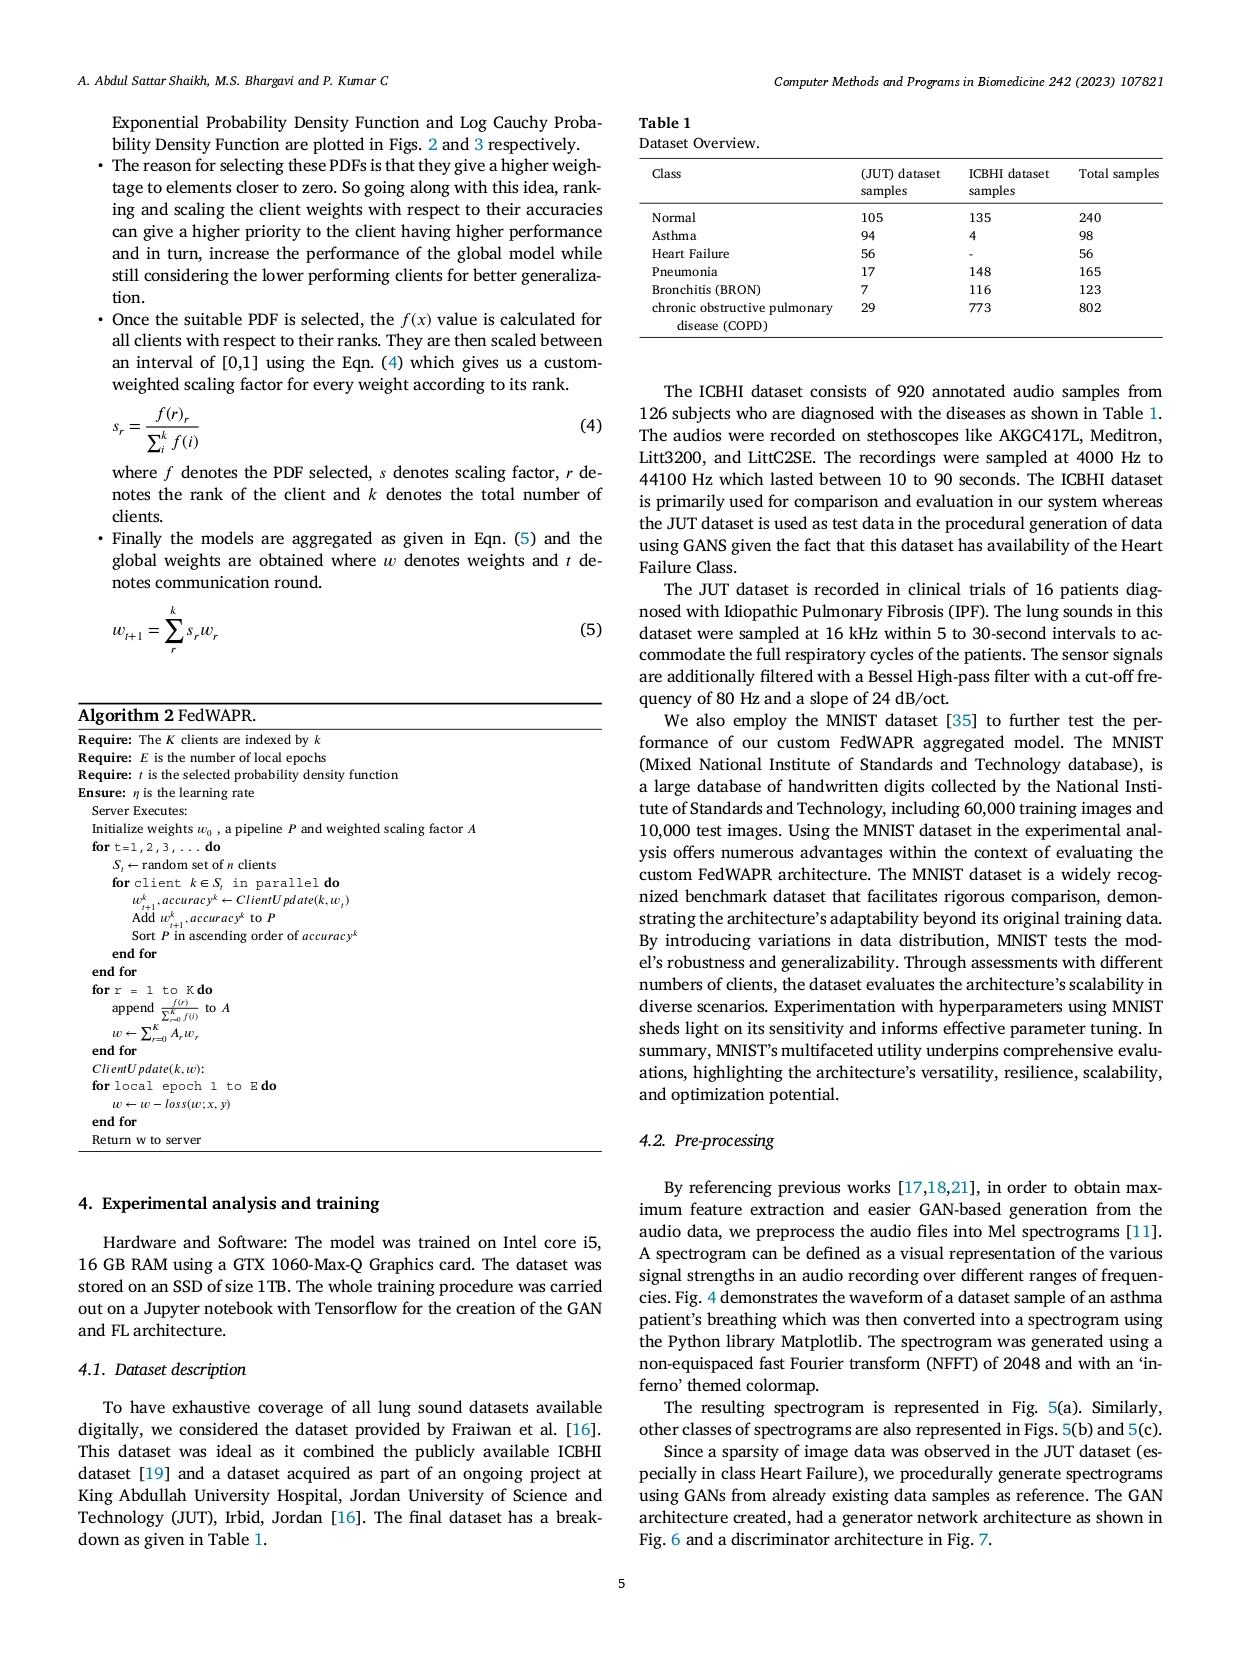 A. Abdul Sattar Shaikh, M.S. Bhargavi and P. Kumar C
Computer Methods and Programs in Biomedicine 242 (2023) 107821
Exponential Probability Density Function and Log Cauchy Proba-
bility Density Function are plotted in Figs. 2 and 3 respectively.
• The reason for selecting these PDFs is that they give a higher weigh-
tage to elements closer to zero. So going along with this idea, rank-
ing and scaling the client weights with respect to their accuracies
can give a higher priority to the client having higher performance
and in turn, increase the performance of the global model while
still considering the lower performing clients for better generaliza-
tion.
• Once the suitable PDF is selected, the f(x) value is calculated for
all clients with respect to their ranks. They are then scaled between
an interval of [0,1] using the Eqn. (4) which gives us a custom-
weighted scaling factor for every weight according to its rank.
s_r = f(r)_r / ∑_i^k f(i) (4)
where f denotes the PDF selected, s denotes scaling factor, r de-
notes the rank of the client and k denotes the total number of
clients.
• Finally the models are aggregated as given in Eqn. (5) and the
global weights are obtained where w denotes weights and t de-
notes communication round.
w_{t+1} = ∑_r^k s_r w_r (5)
Algorithm 2 FedWAPR.
Require: The K clients are indexed by k
Require: E is the number of local epochs
Require: t is the selected probability density function
Ensure: η is the learning rate
Server Executes:
Initialize weights w_0 , a pipeline P and weighted scaling factor A
for t=1,2,3,... do
S_t ← random set of n clients
for client k ∈ S_t in parallel do
w_{t+1}^k, accuracy^k ← ClientUpdate(k, w_t)
Add w_{t+1}^k, accuracy^k to P
Sort P in ascending order of accuracy^k
end for
end for
for r = 1 to K do
append f(r) / ∑_{r=0}^K f(i) to A
w ← ∑_{r=0}^K A_r w_r
end for
ClientUpdate(k, w):
for local epoch 1 to E do
w ← w − loss(w; x, y)
end for
Return w to server
4. Experimental analysis and training
Hardware and Software: The model was trained on Intel core i5,
16 GB RAM using a GTX 1060-Max-Q Graphics card. The dataset was
stored on an SSD of size 1TB. The whole training procedure was carried
out on a Jupyter notebook with Tensorflow for the creation of the GAN
and FL architecture.
4.1. Dataset description
To have exhaustive coverage of all lung sound datasets available
digitally, we considered the dataset provided by Fraiwan et al. [16].
This dataset was ideal as it combined the publicly available ICBHI
dataset [19] and a dataset acquired as part of an ongoing project at
King Abdullah University Hospital, Jordan University of Science and
Technology (JUT), Irbid, Jordan [16]. The final dataset has a break-
down as given in Table 1.
Table 1
Dataset Overview.
Class (JUT) dataset samples ICBHI dataset samples Total samples
Normal 105 135 240
Asthma 94 4 98
Heart Failure 56 - 56
Pneumonia 17 148 165
Bronchitis (BRON) 7 116 123
chronic obstructive pulmonary 29 773 802
disease (COPD)
The ICBHI dataset consists of 920 annotated audio samples from
126 subjects who are diagnosed with the diseases as shown in Table 1.
The audios were recorded on stethoscopes like AKGC417L, Meditron,
Litt3200, and LittC2SE. The recordings were sampled at 4000 Hz to
44100 Hz which lasted between 10 to 90 seconds. The ICBHI dataset
is primarily used for comparison and evaluation in our system whereas
the JUT dataset is used as test data in the procedural generation of data
using GANS given the fact that this dataset has availability of the Heart
Failure Class.
The JUT dataset is recorded in clinical trials of 16 patients diag-
nosed with Idiopathic Pulmonary Fibrosis (IPF). The lung sounds in this
dataset were sampled at 16 kHz within 5 to 30-second intervals to ac-
commodate the full respiratory cycles of the patients. The sensor signals
are additionally filtered with a Bessel High-pass filter with a cut-off fre-
quency of 80 Hz and a slope of 24 dB/oct.
We also employ the MNIST dataset [35] to further test the per-
formance of our custom FedWAPR aggregated model. The MNIST
(Mixed National Institute of Standards and Technology database), is
a large database of handwritten digits collected by the National Insti-
tute of Standards and Technology, including 60,000 training images and
10,000 test images. Using the MNIST dataset in the experimental anal-
ysis offers numerous advantages within the context of evaluating the
custom FedWAPR architecture. The MNIST dataset is a widely recog-
nized benchmark dataset that facilitates rigorous comparison, demon-
strating the architecture's adaptability beyond its original training data.
By introducing variations in data distribution, MNIST tests the mod-
el's robustness and generalizability. Through assessments with different
numbers of clients, the dataset evaluates the architecture's scalability in
diverse scenarios. Experimentation with hyperparameters using MNIST
sheds light on its sensitivity and informs effective parameter tuning. In
summary, MNIST's multifaceted utility underpins comprehensive evalu-
ations, highlighting the architecture's versatility, resilience, scalability,
and optimization potential.
4.2. Pre-processing
By referencing previous works [17,18,21], in order to obtain max-
imum feature extraction and easier GAN-based generation from the
audio data, we preprocess the audio files into Mel spectrograms [11].
A spectrogram can be defined as a visual representation of the various
signal strengths in an audio recording over different ranges of frequen-
cies. Fig. 4 demonstrates the waveform of a dataset sample of an asthma
patient's breathing which was then converted into a spectrogram using
the Python library Matplotlib. The spectrogram was generated using a
non-equispaced fast Fourier transform (NFFT) of 2048 and with an 'in-
ferno' themed colormap.
The resulting spectrogram is represented in Fig. 5(a). Similarly,
other classes of spectrograms are also represented in Figs. 5(b) and 5(c).
Since a sparsity of image data was observed in the JUT dataset (es-
pecially in class Heart Failure), we procedurally generate spectrograms
using GANs from already existing data samples as reference. The GAN
architecture created, had a generator network architecture as shown in
Fig. 6 and a discriminator architecture in Fig. 7.
5